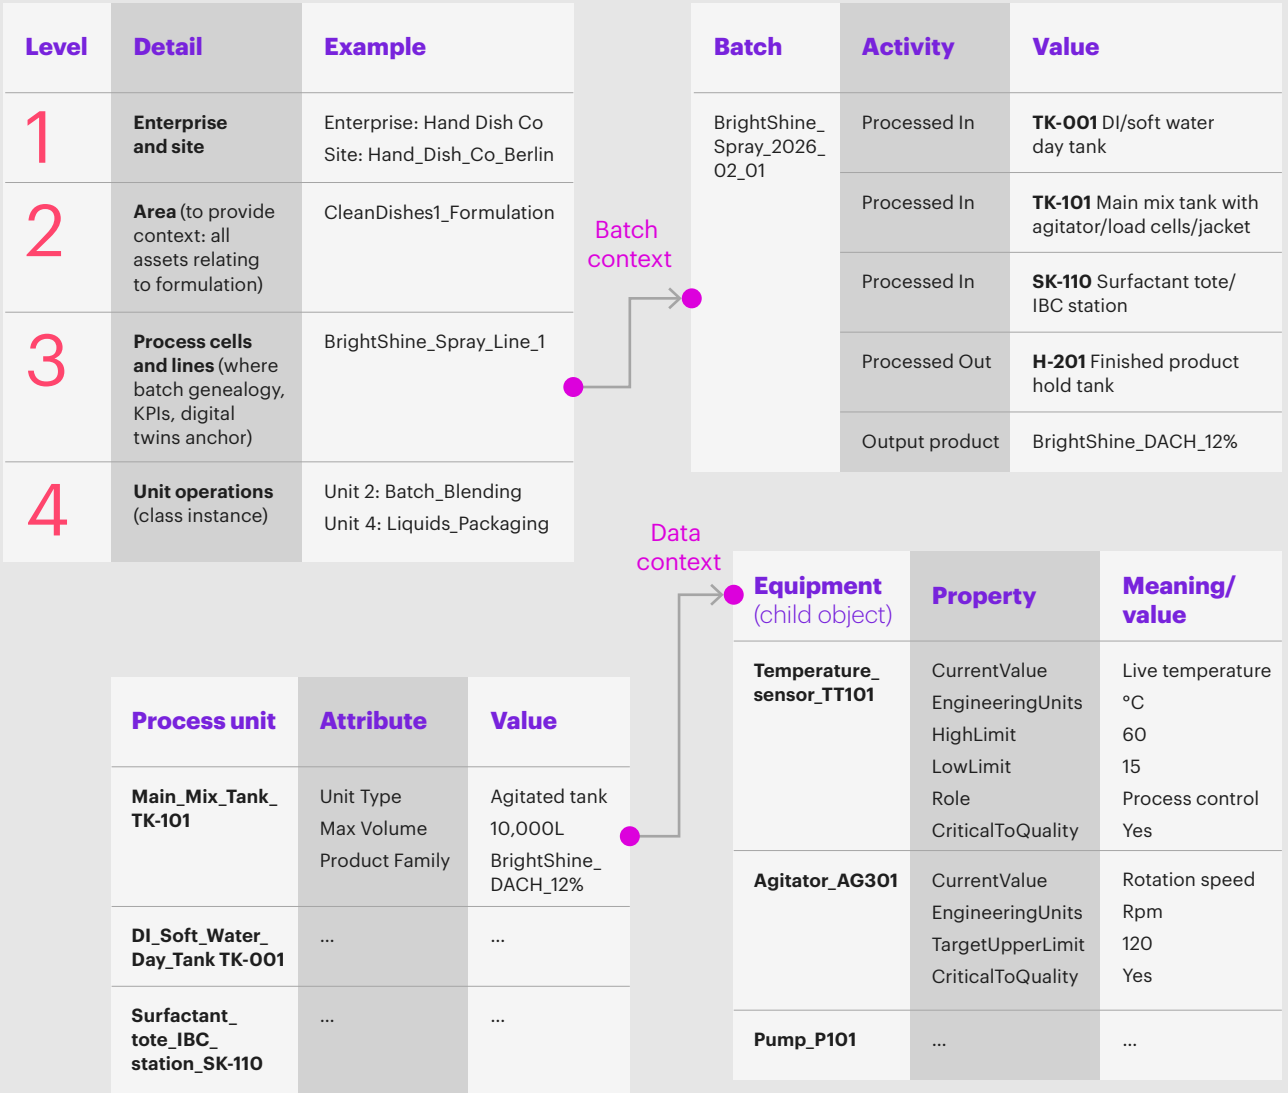 Level Detail Example
1 Enterprise
and site
Enterprise: Hand Dish Co
Site: Hand_Dish_Co_Berlin
2 Area (to provide
context: all
assets relating
to formulation)
CleanDishes1_Formulation
3 Process cells
and lines (where
batch genealogy,
KPIs, digital
twins anchor)
BrightShine_Spray_Line_1
4 Unit operations
(class instance)
Unit 2: Batch_Blending
Unit 4: Liquids_Packaging
Batch
context
Batch Activity Value
BrightShine_
Spray_2026_
02_01
Processed In
TK-001 DI/soft water
day tank
Processed In
TK-101 Main mix tank with
agitator/load cells/jacket
Processed In
SK-110 Surfactant tote/
IBC station
Processed Out
H-201 Finished product
hold tank
Output product
BrightShine_DACH_12%
Process unit Attribute Value
Main_Mix_Tank_
TK-101
Unit Type Agitated tank
Max Volume 10,000L
Product Family BrightShine_
DACH_12%
DI_Soft_Water_
Day_Tank TK-001
... ...
Surfactant_
tote_IBC_
station_SK-110
... ...
Data
context
Equipment
(child object)
Property
Meaning/
value
Temperature_
sensor_TT101
CurrentValue Live temperature
EngineeringUnits °C
HighLimit 60
LowLimit 15
Role Process control
CriticalToQuality Yes
Agitator_AG301
CurrentValue Rotation speed
EngineeringUnits Rpm
TargetUpperLimit 120
CriticalToQuality Yes
Pump_P101 ... ...